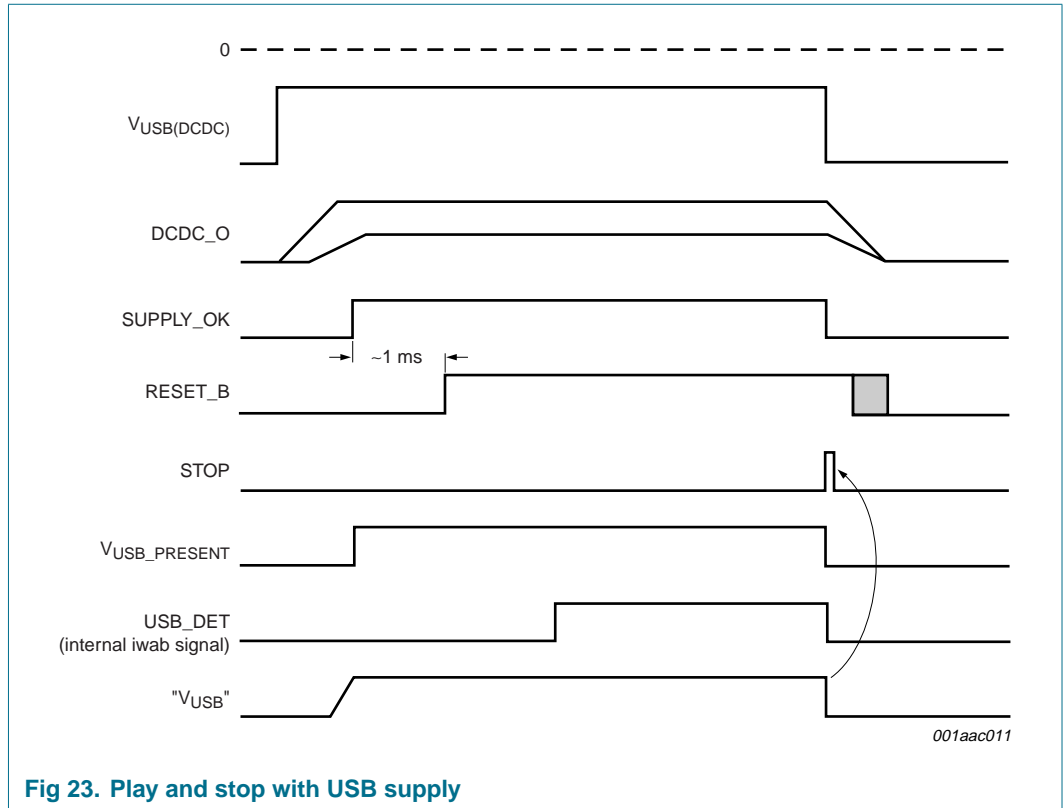 0
VUSB(DCDC)
DCDC_O
SUPPLY_OK
~1 ms
RESET_B
STOP
VUSB_PRESENT
USB_DET
(internal iwab signal)
"VUSB"
001aac011
Fig 23. Play and stop with USB supply